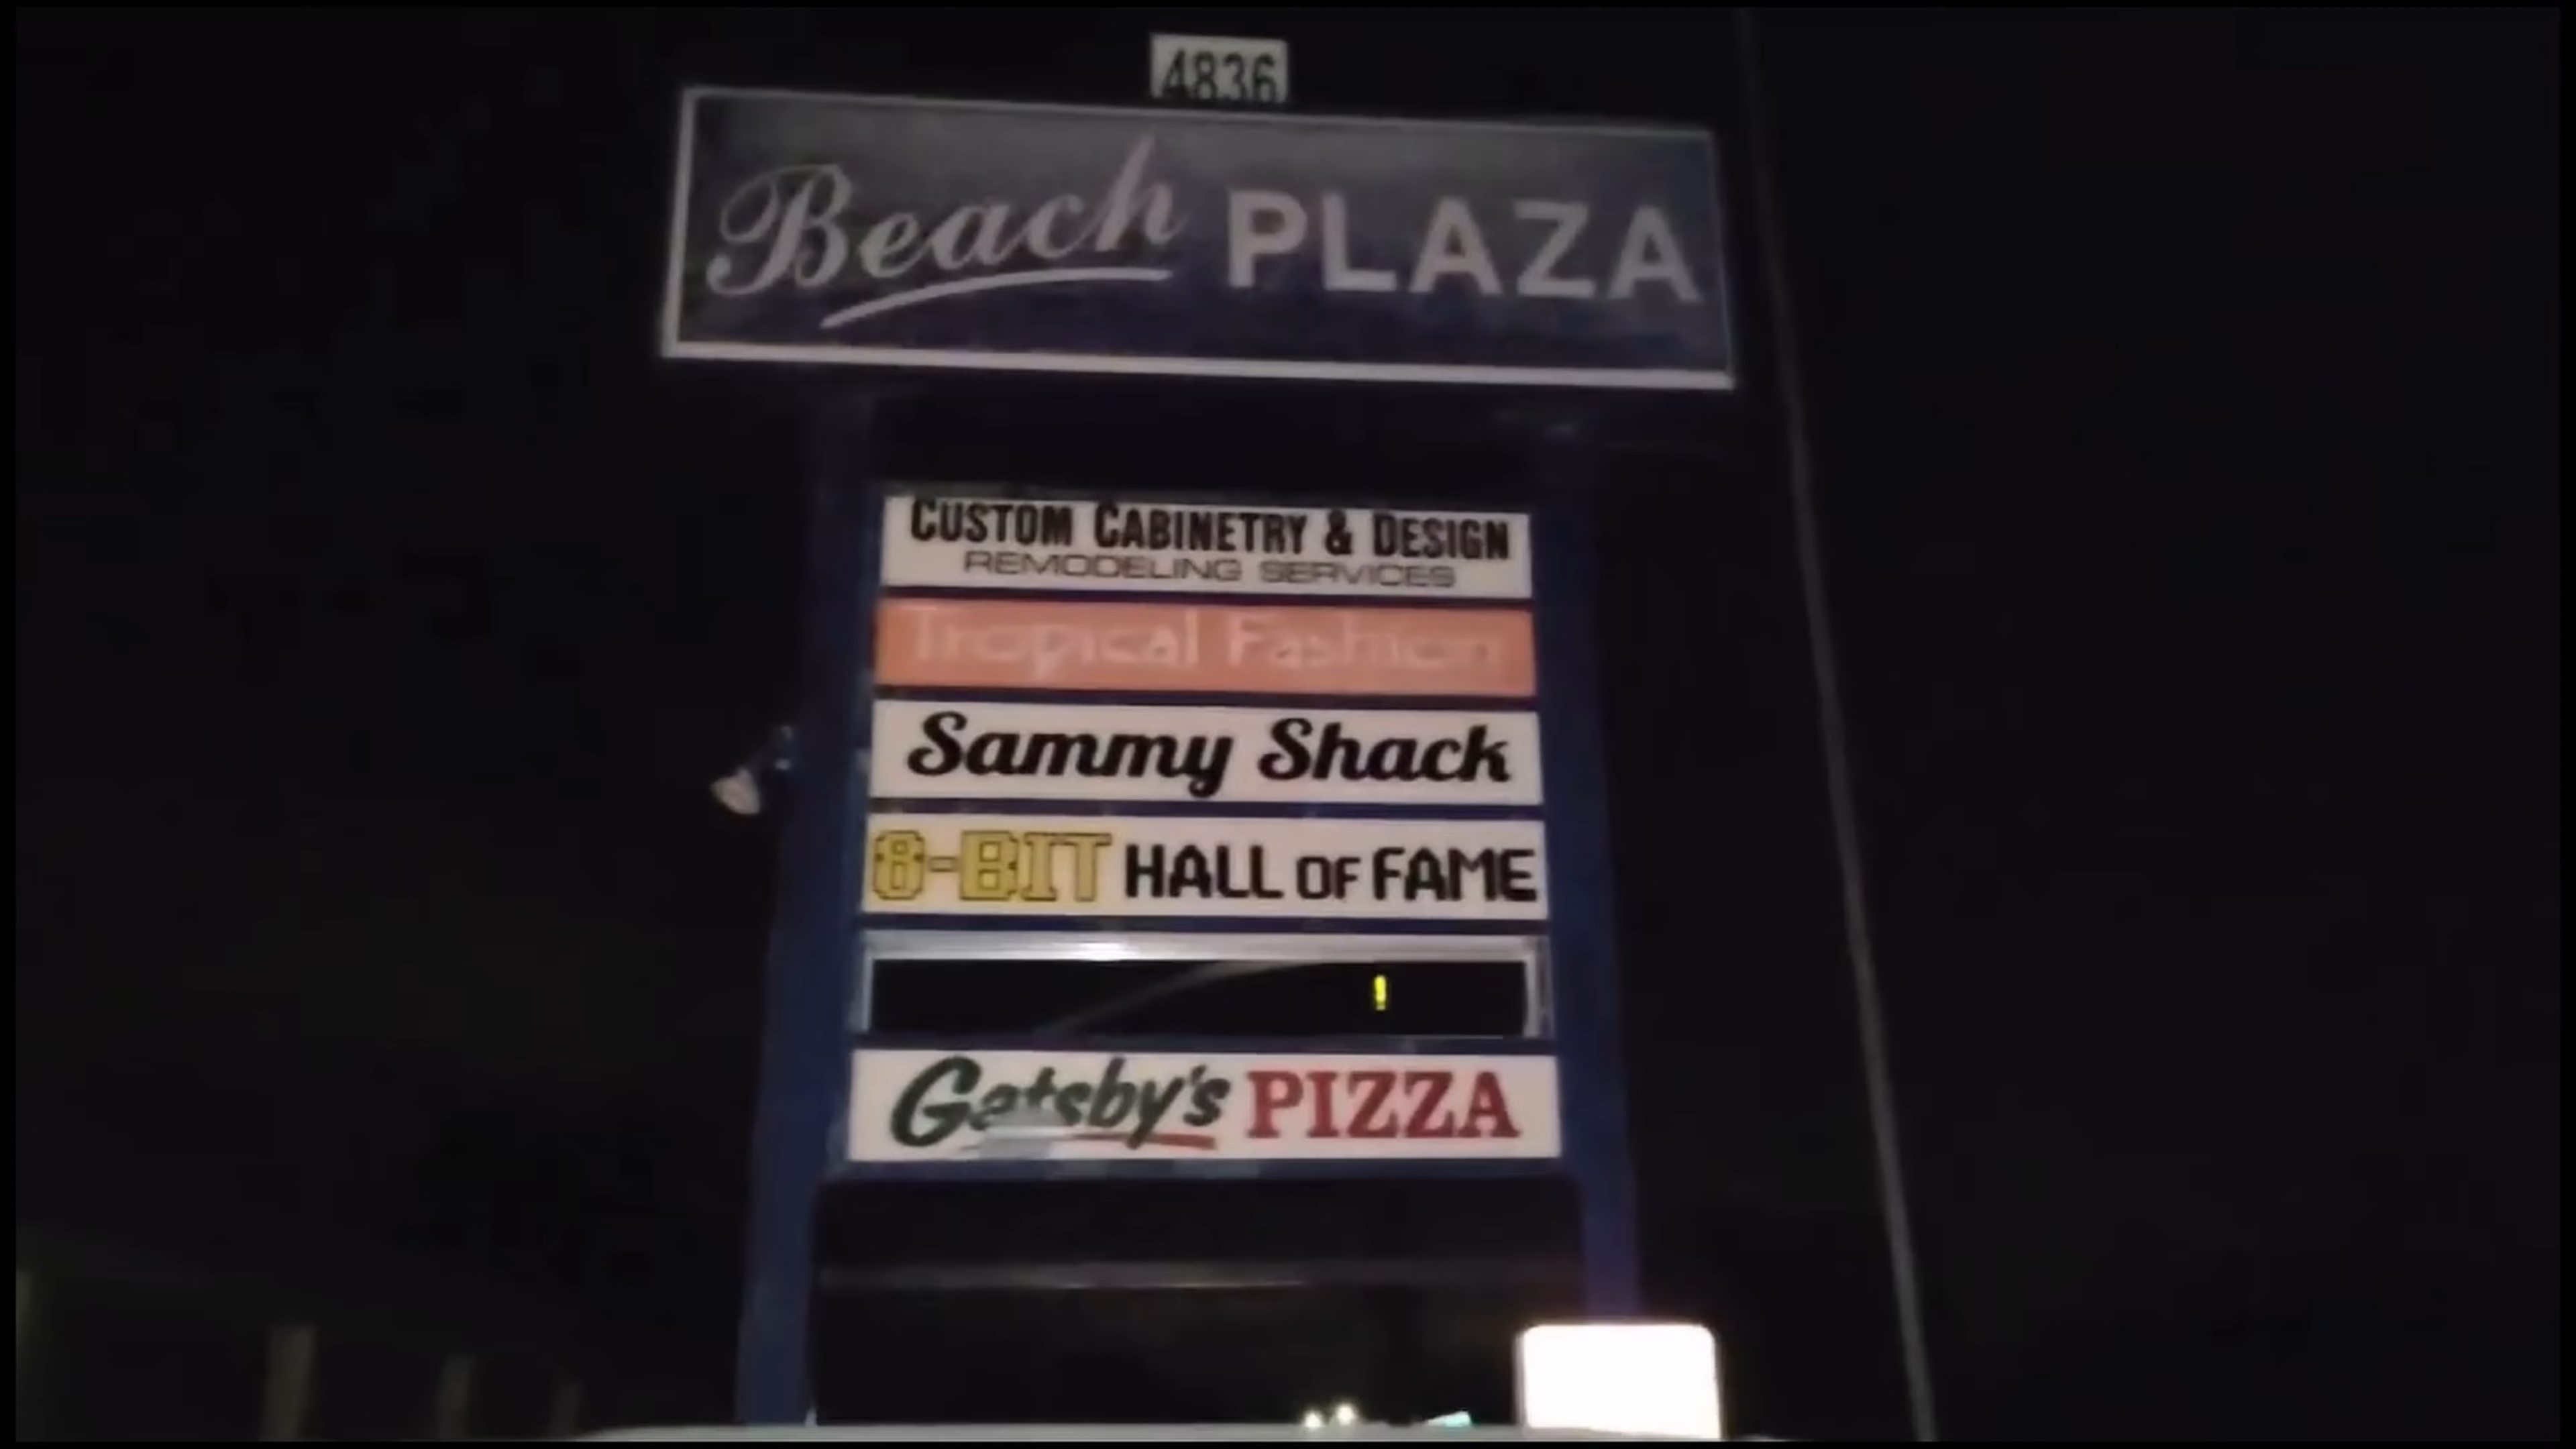 4836
Beach PLAZA
CUSTOM CABINETRY & DESIGN
REMODELING SERVICES
Tropical Fashion
Sammy Shack
8-BIT HALL OF FAME
!
Gatsby's PIZZA